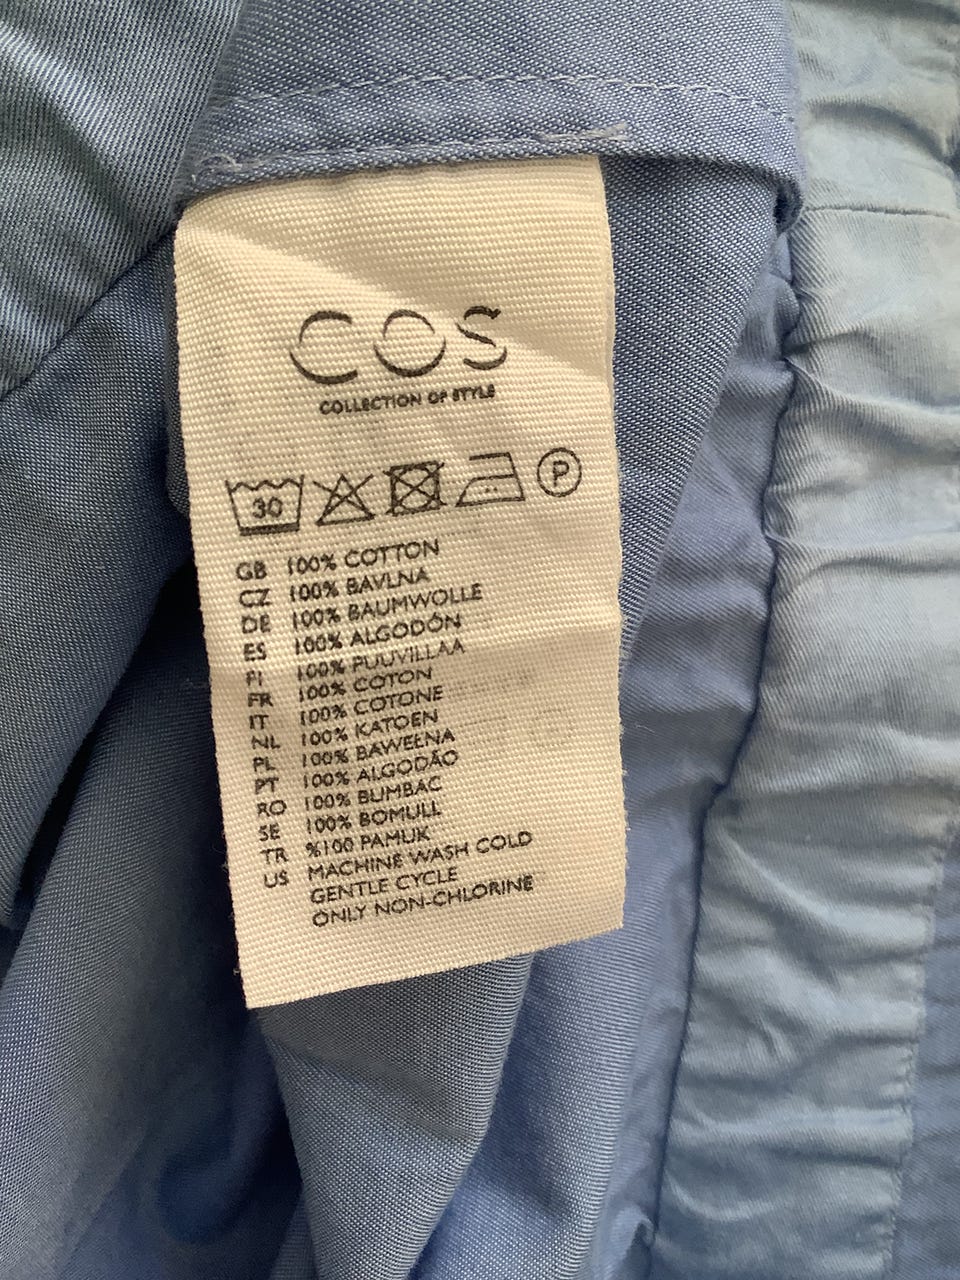 COS
COLLECTION OF STYLE
30 P
GB 100% COTTON
CZ 100% BAVLNA
DE 100% BAUMWOLLE
ES 100% ALGODÓN
FI 100% PUUVILLAA
FR 100% COTON
IT 100% COTONE
NL 100% KATOEN
PL 100% BAWEŁNA
PT 100% ALGODÃO
RO 100% BUMBAC
SE 100% BOMULL
TR %100 PAMUK
US MACHINE WASH COLD
GENTLE CYCLE
ONLY NON-CHLORINE